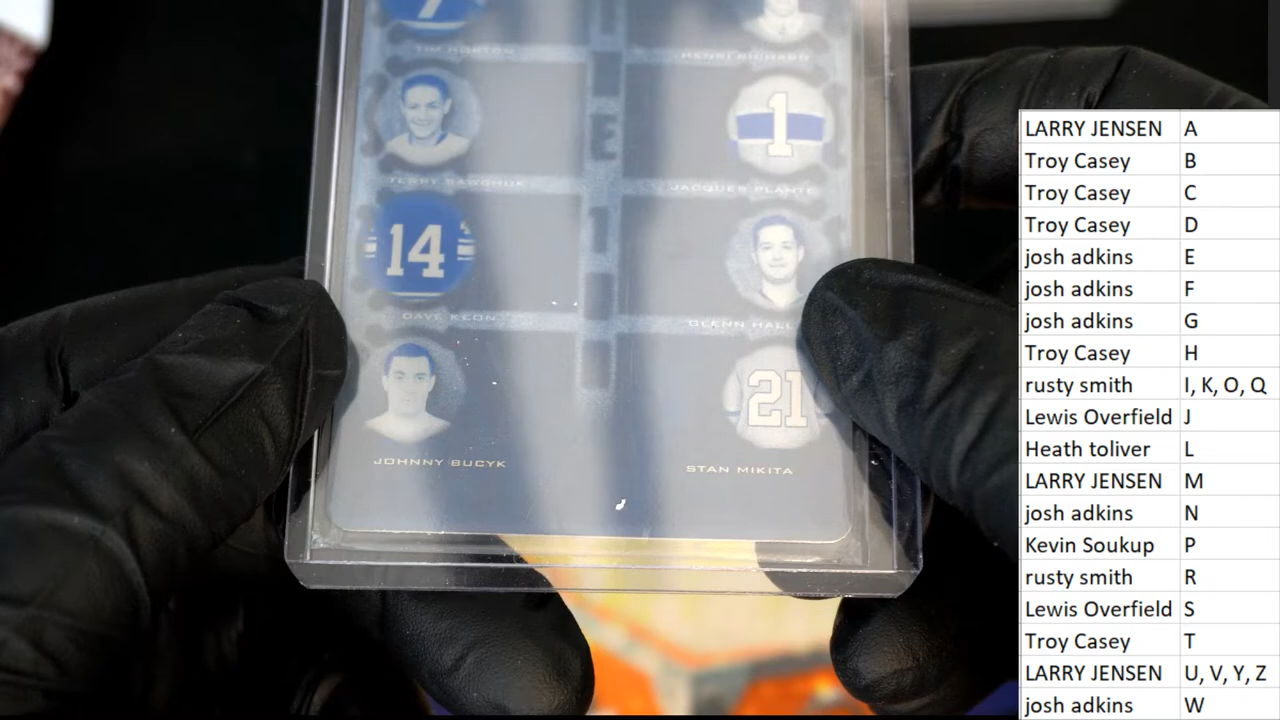 7
TIM HORTON
HENRI RICHARD
1
E
TERRY SAWCHUK
JACQUES PLANTE
14
DAVE KEON
GLENN HALL
21
JOHNNY BUCYK
STAN MIKITA
LARRY JENSEN A
Troy Casey B
Troy Casey C
Troy Casey D
josh adkins E
josh adkins F
josh adkins G
Troy Casey H
rusty smith I, K, O, Q
Lewis Overfield J
Heath toliver L
LARRY JENSEN M
josh adkins N
Kevin Soukup P
rusty smith R
Lewis Overfield S
Troy Casey T
LARRY JENSEN U, V, Y, Z
josh adkins W